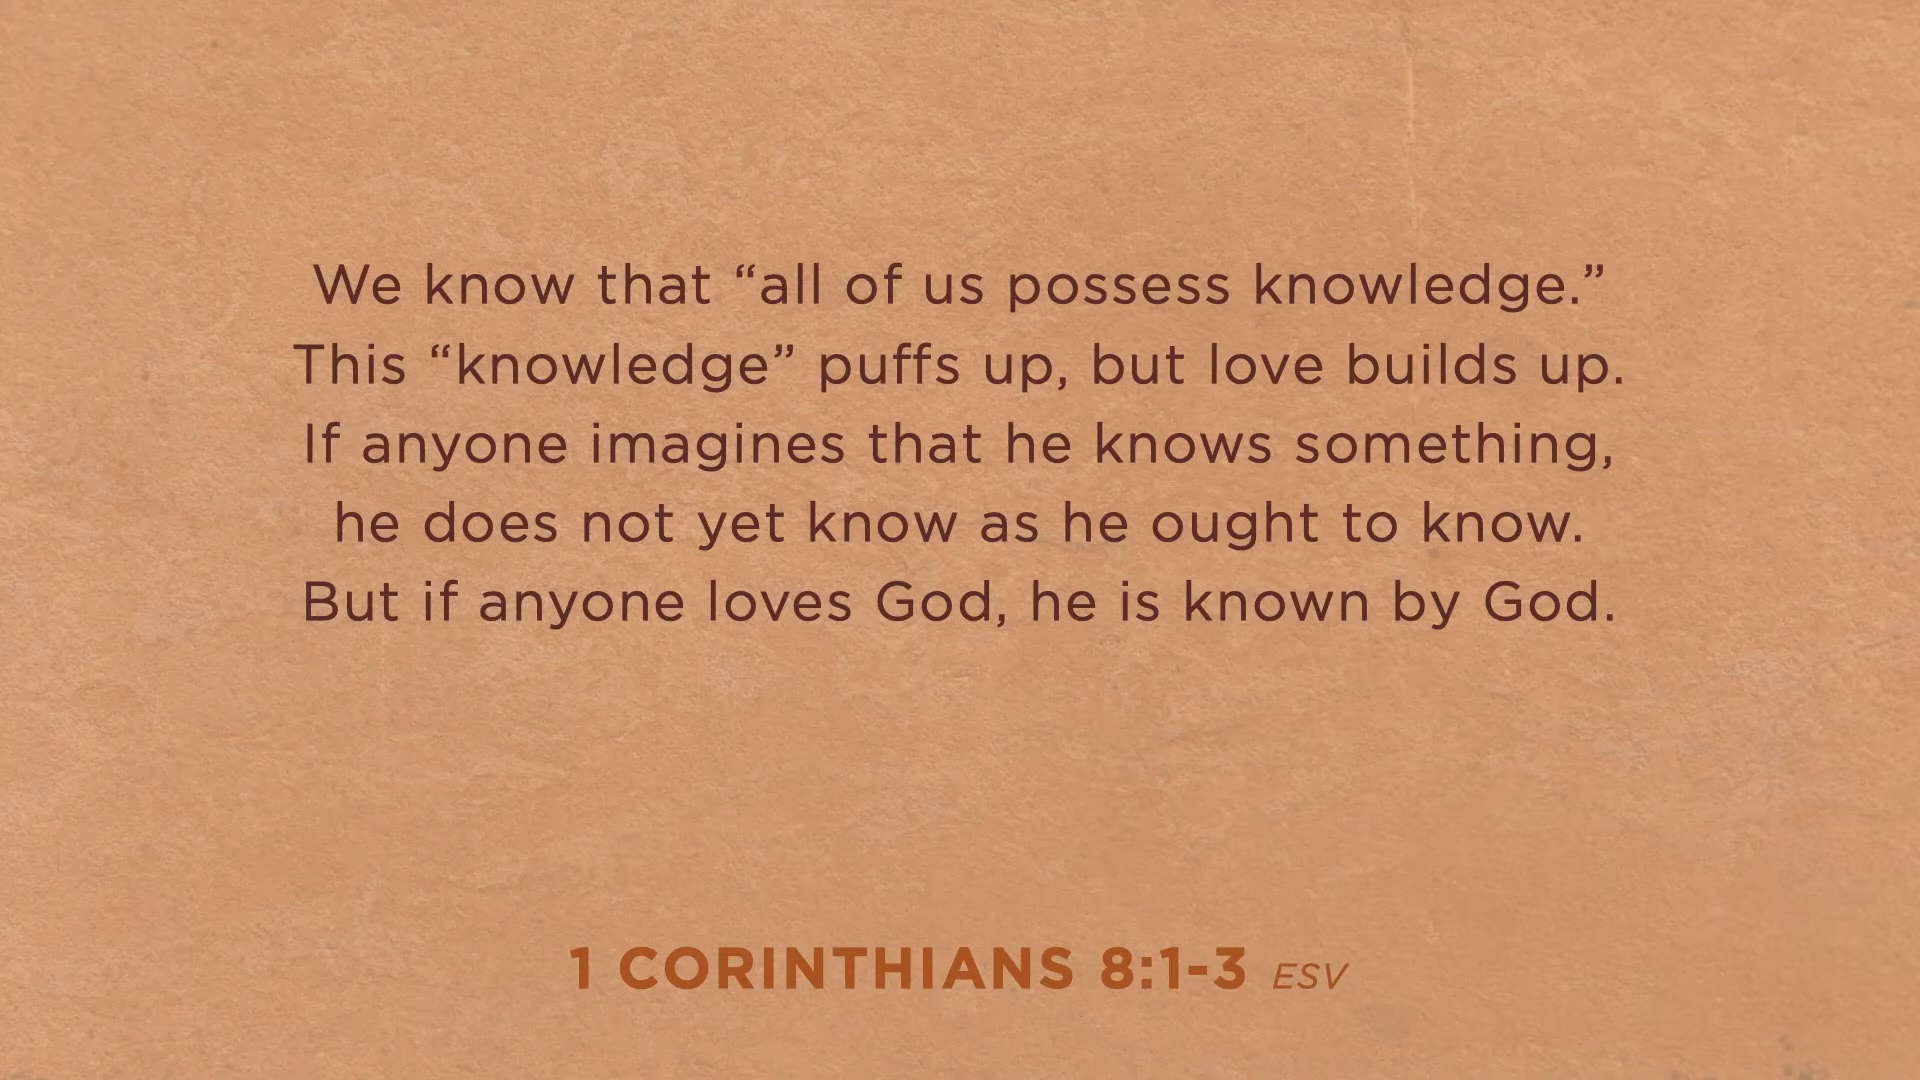 We know that “all of us possess knowledge.”
This “knowledge” puffs up, but love builds up.
If anyone imagines that he knows something,
he does not yet know as he ought to know.
But if anyone loves God, he is known by God.
1 CORINTHIANS 8:1-3 ESV